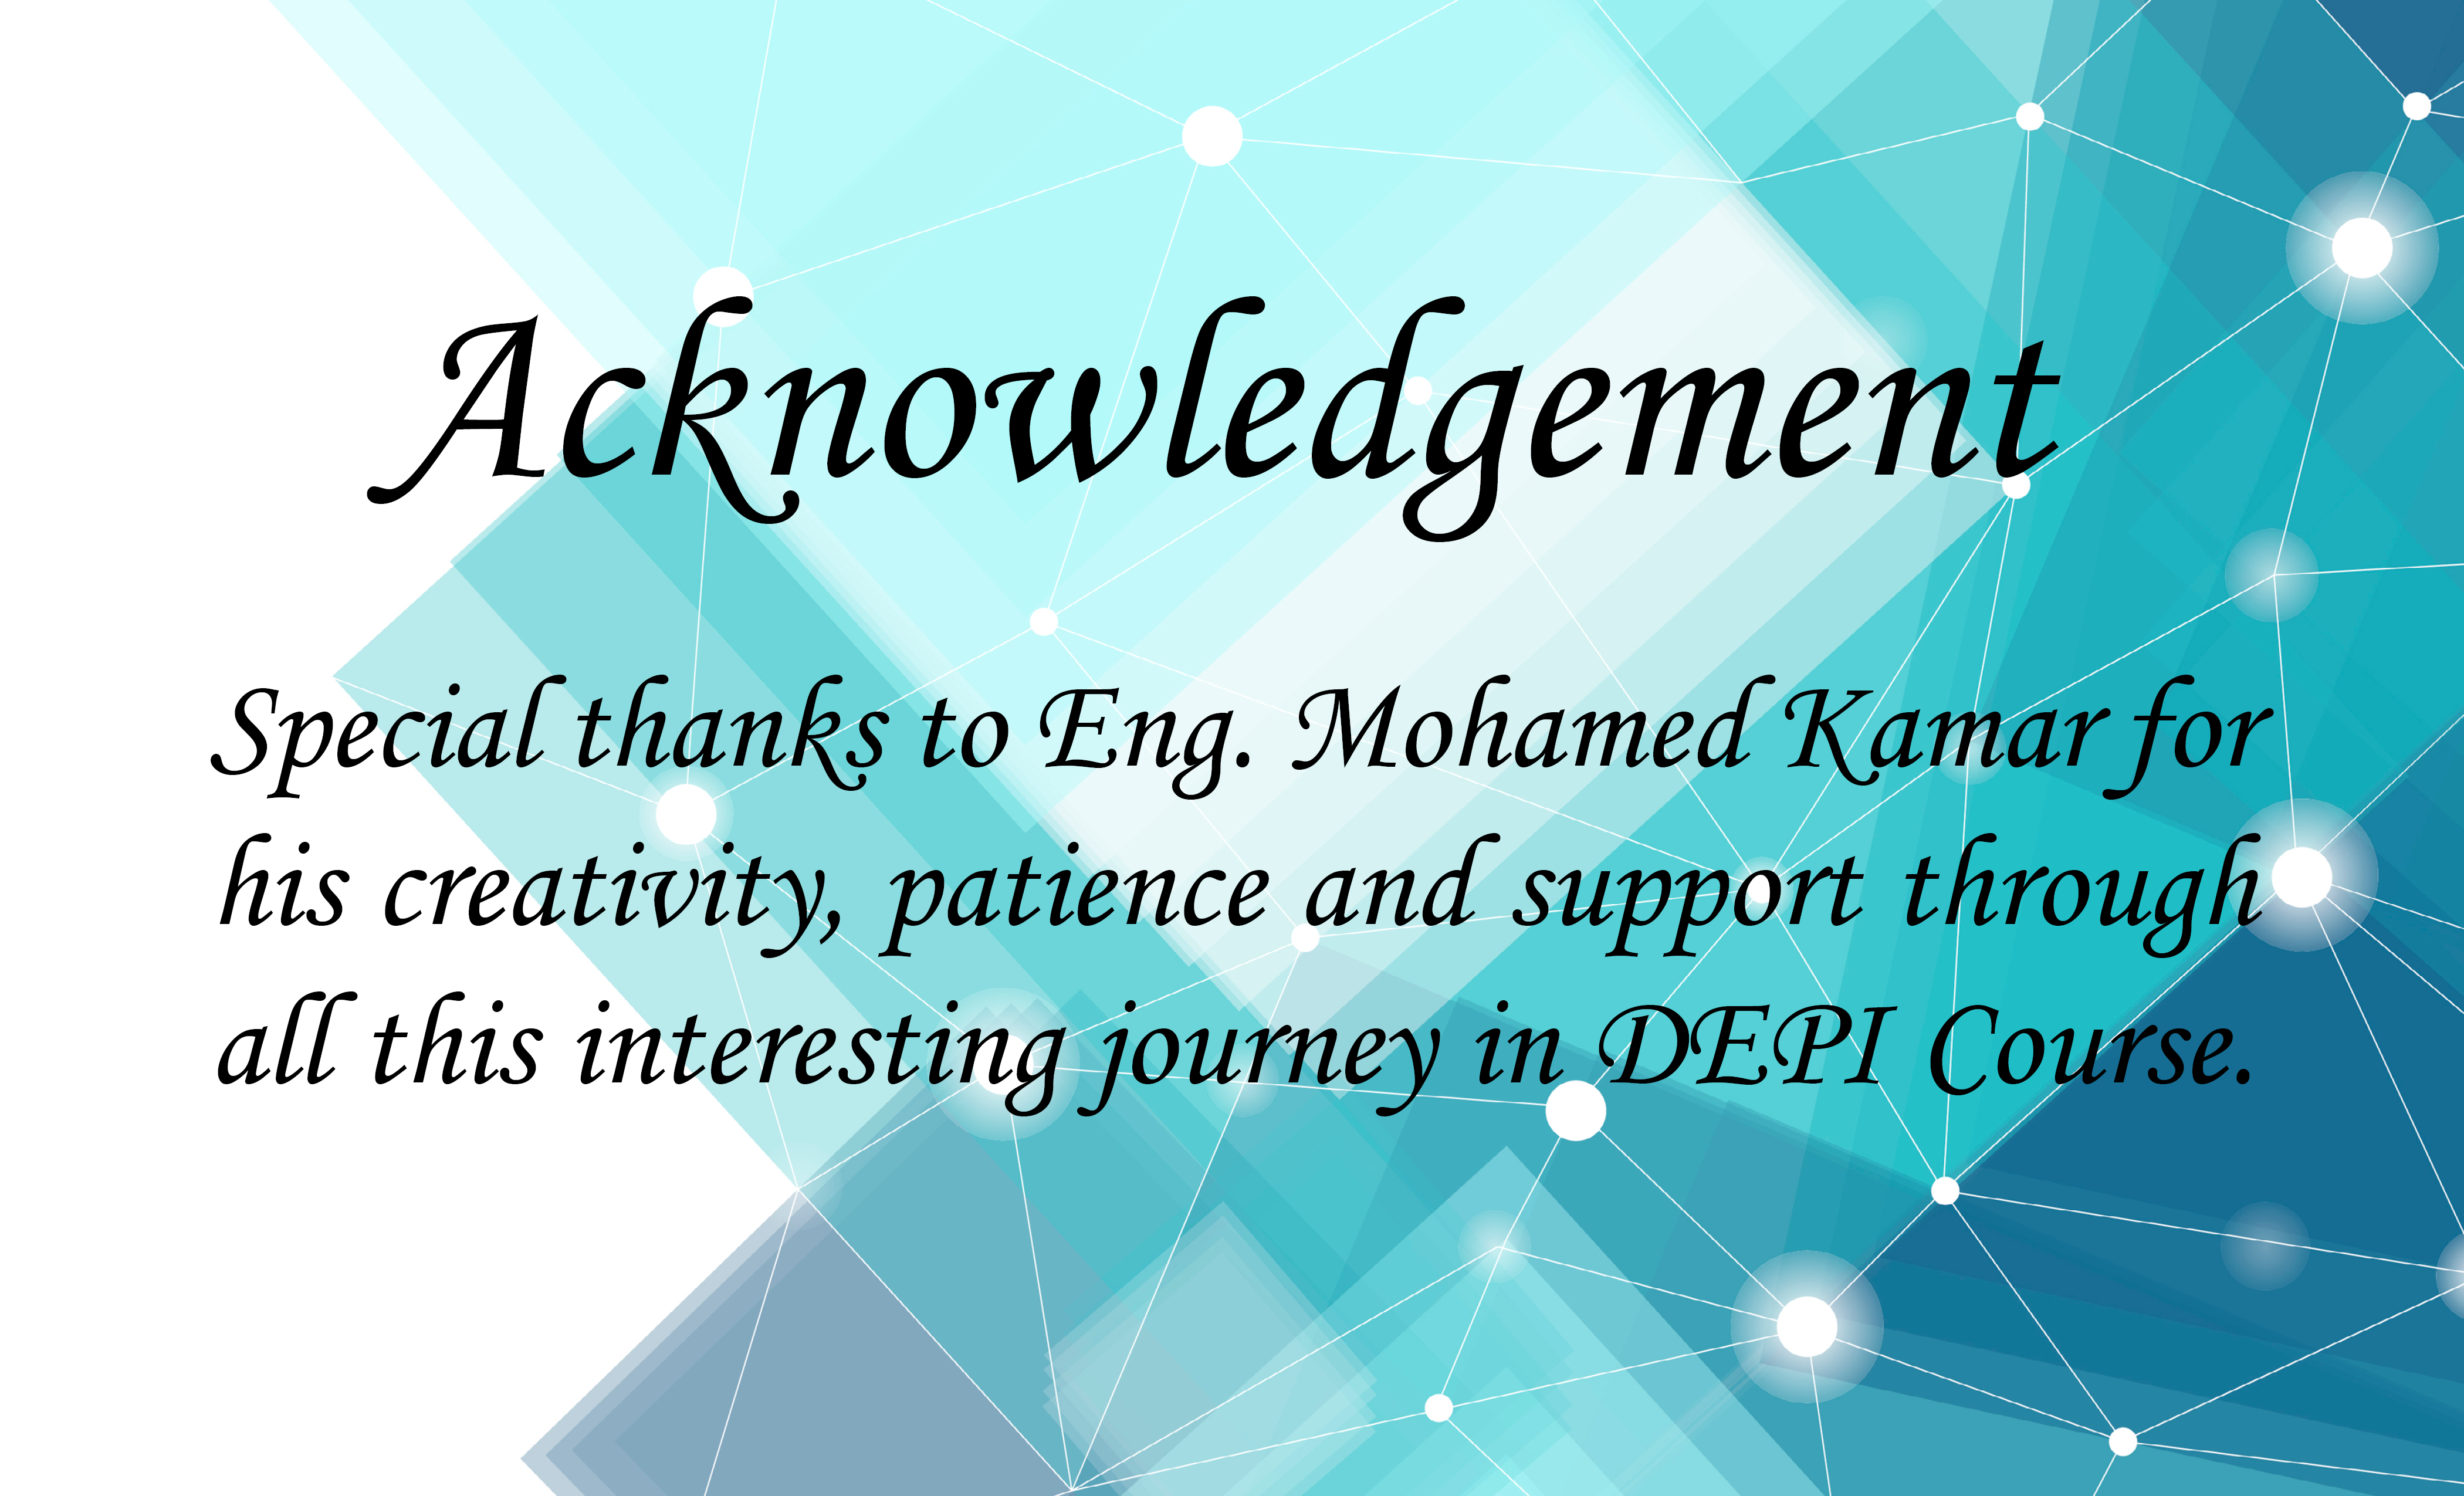 Acknowledgement
Special thanks to Eng. Mohamed Kamar for
his creativity, patience and support through
all this interesting journey in DEPI Course.